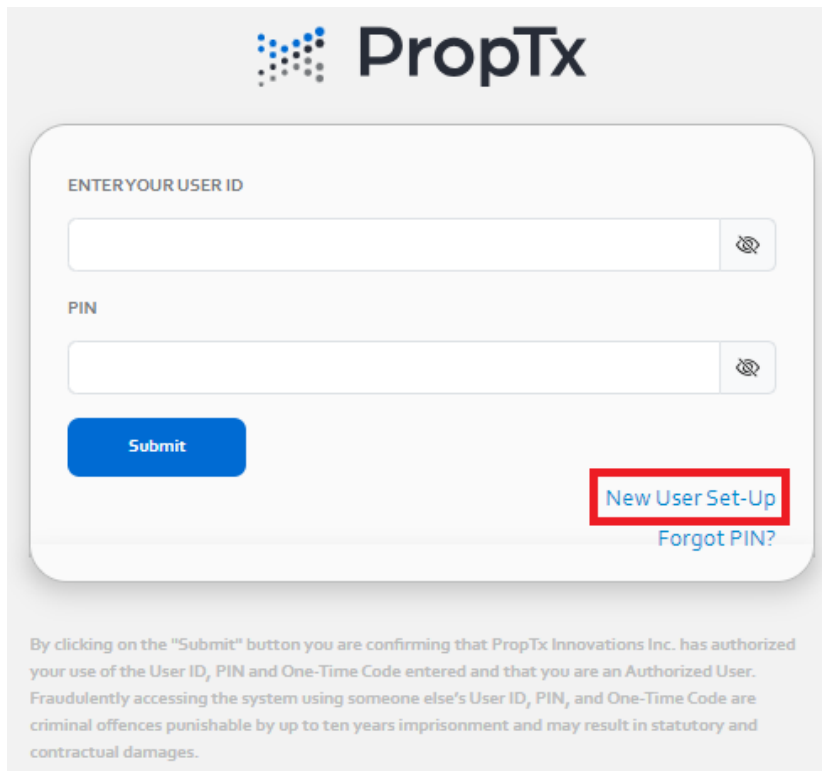 PropTx
ENTER YOUR USER ID
PIN
Submit
New User Set-Up
Forgot PIN?
By clicking on the "Submit" button you are confirming that PropTx Innovations Inc. has authorized
your use of the User ID, PIN and One-Time Code entered and that you are an Authorized User.
Fraudulently accessing the system using someone else's User ID, PIN, and One-Time Code are
criminal offences punishable by up to ten years imprisonment and may result in statutory and
contractual damages.